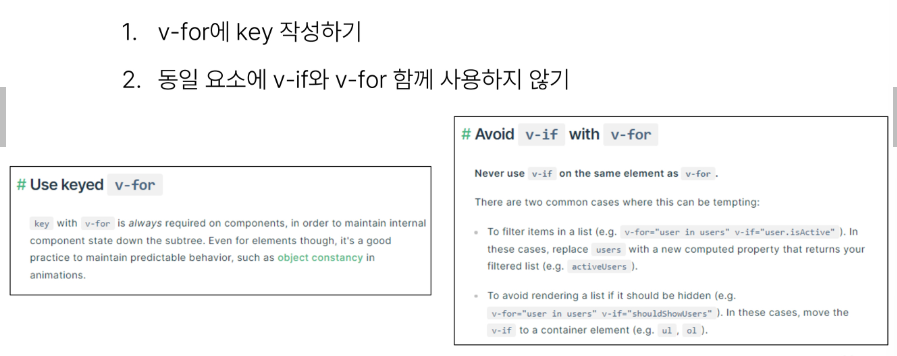 1. v-for에 key 작성하기
2. 동일 요소에 v-if와 v-for 함께 사용하지 않기
# Use keyed v-for
key with v-for is always required on components, in order to maintain internal
component state down the subtree. Even for elements though, it's a good
practice to maintain predictable behavior, such as object constancy in
animations.
# Avoid v-if with v-for
Never use v-if on the same element as v-for.
There are two common cases where this can be tempting:
• To filter items in a list (e.g. v-for="user in users" v-if="user.isActive" ). In
these cases, replace users with a new computed property that returns your
filtered list (e.g. activeUsers ).
• To avoid rendering a list if it should be hidden (e.g.
v-for="user in users" v-if="shouldShowUsers" ). In these cases, move the
v-if to a container element (e.g. ul , ol ).